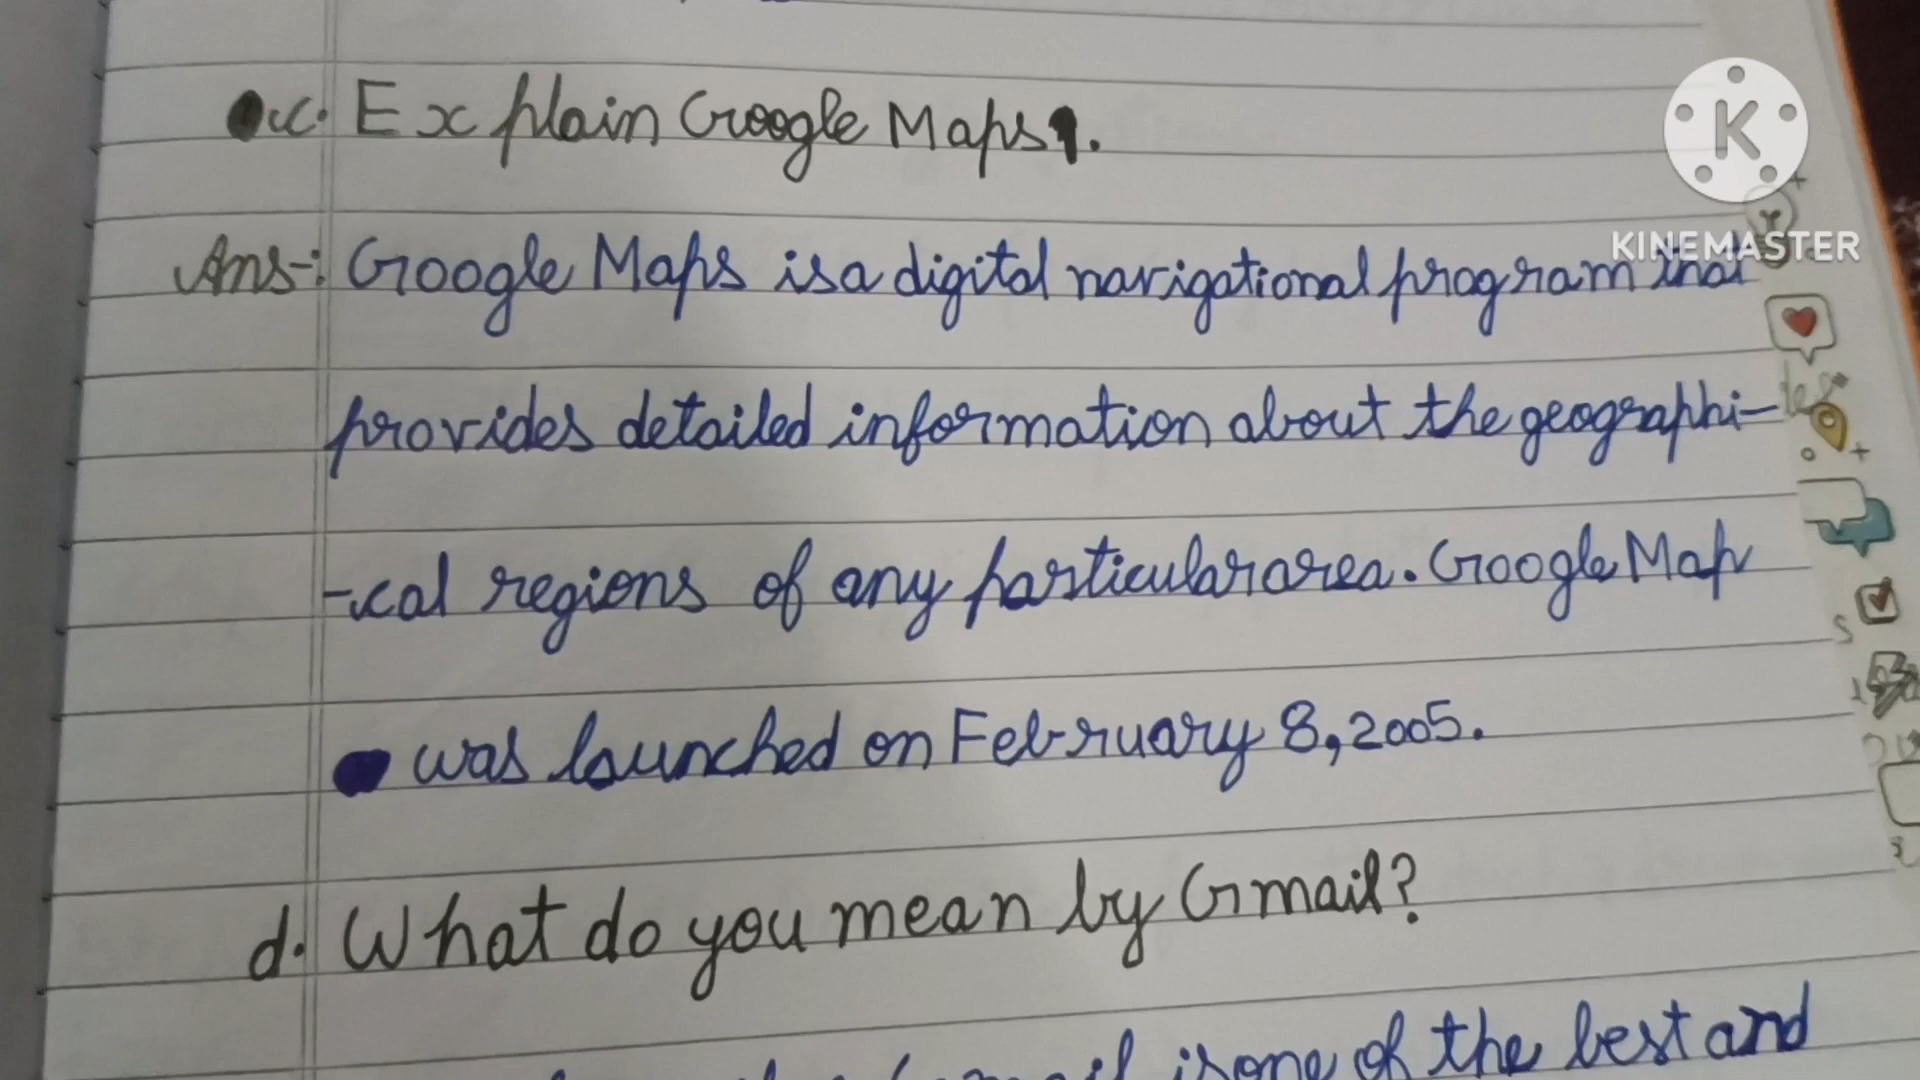 c. Explain Google Maps.
K
KINEMASTER
Ans-: Google Maps is a digital navigational program that
provides detailed information about the geographi-
-cal regions of any particular area. Google Map
was launched on February 8, 2005.
d. What do you mean by Gmail?
is one of the best and